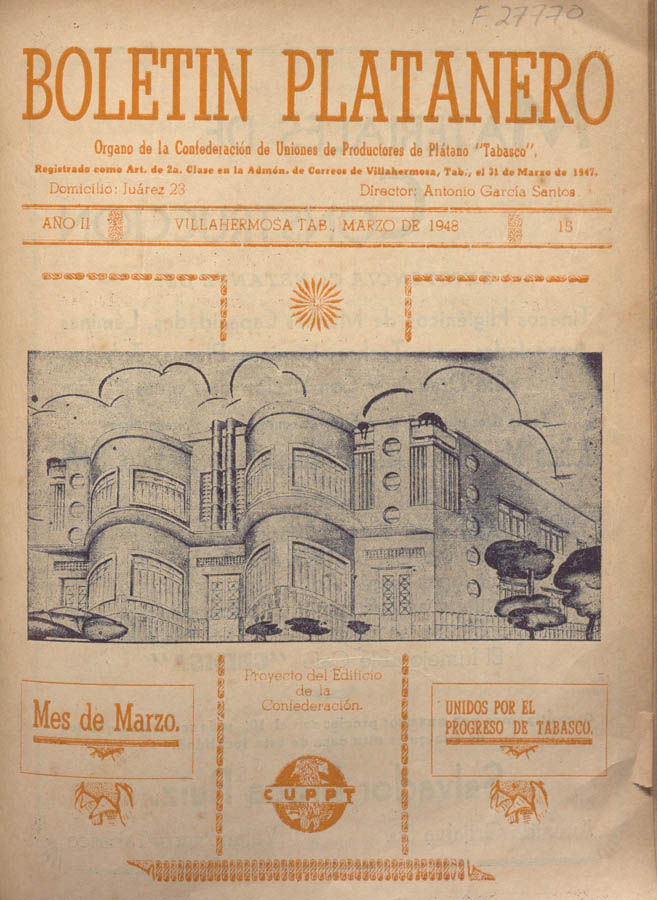 F. 27770
BOLETIN PLATANERO
Organo de la Confederación de Uniones de Productores de Plátano "Tabasco".
Registrado como Art. de 2a. Clase en la Admón. de Correos de Villahermosa, Tab., el 31 de Marzo de 1947.
Domicilio: Juárez 23 Director: Antonio García Santos
AÑO II VILLAHERMOSA TAB., MARZO DE 1948 15
Proyecto del Edificio
de la
Confederación.
Mes de Marzo.
UNIDOS POR EL
PROGRESO DE TABASCO.
CUPPT